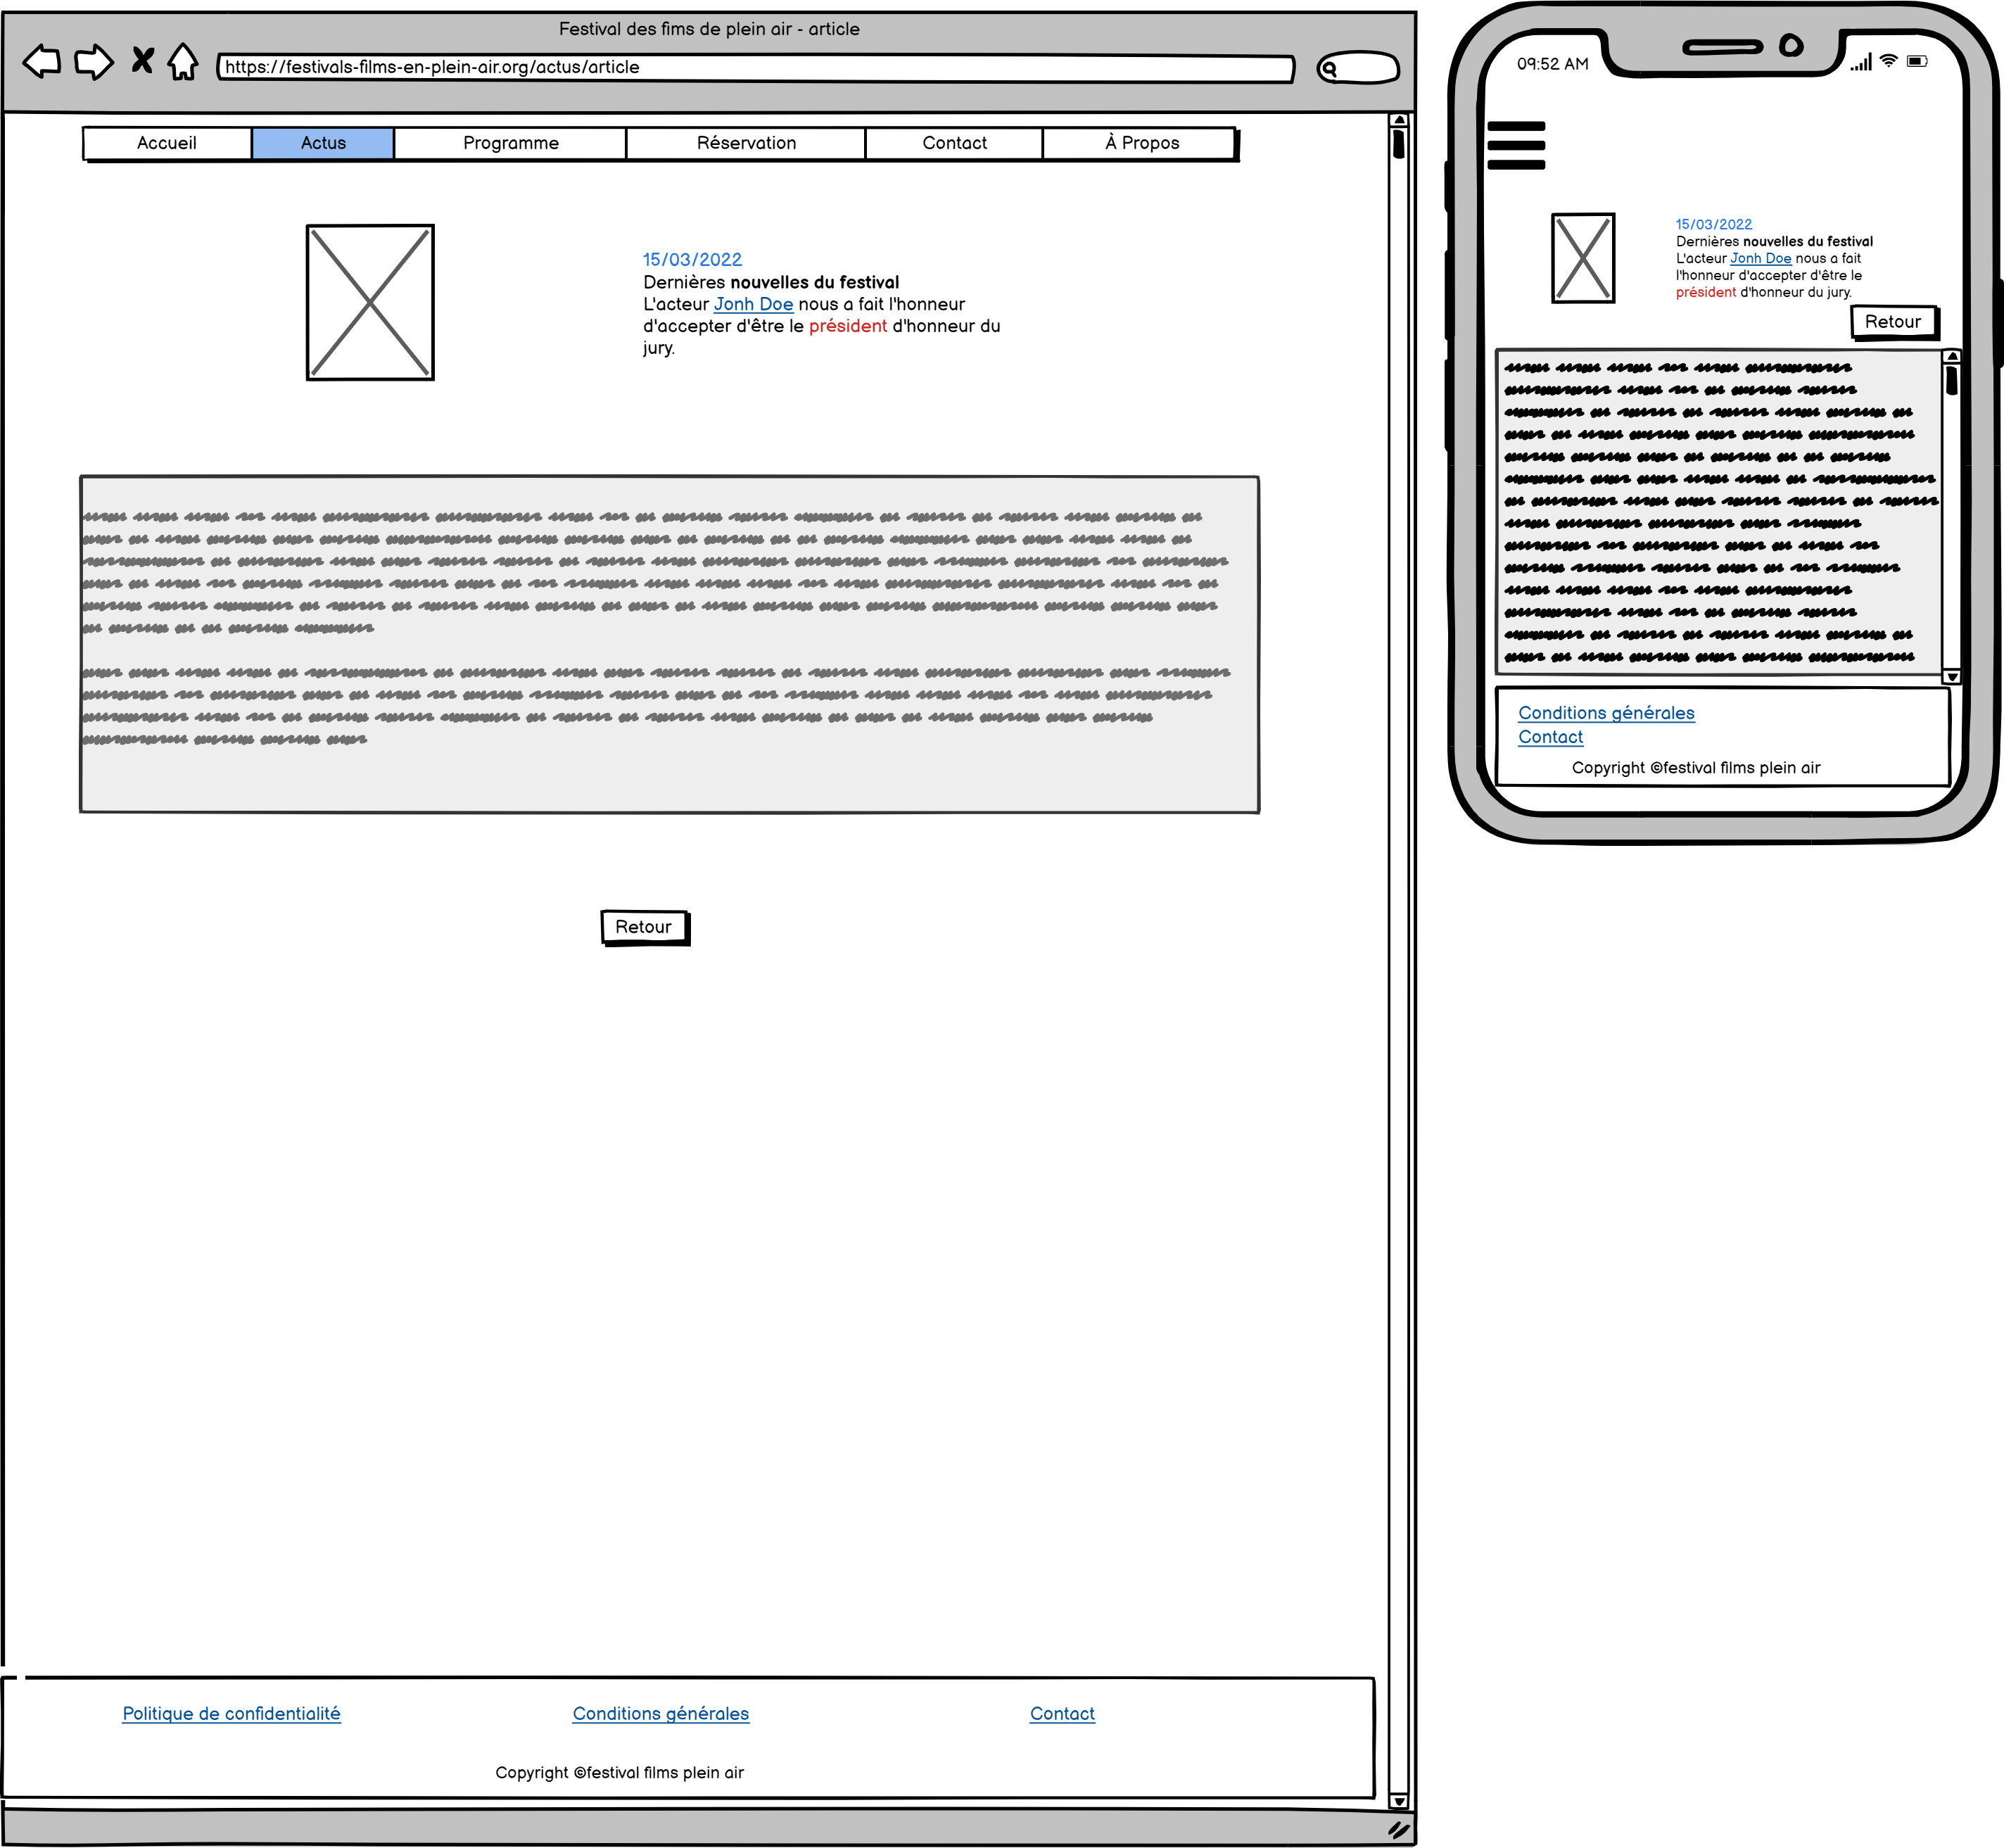 Festival des fims de plein air - article
https://festivals-films-en-plein-air.org/actus/article
Accueil Actus Programme Réservation Contact À Propos
15/03/2022
Dernières nouvelles du festival
L'acteur Jonh Doe nous a fait l'honneur
d'accepter d'être le président d'honneur du
jury.
Retour
Politique de confidentialité Conditions générales Contact
Copyright ©festival films plein air
09:52 AM
15/03/2022
Dernières nouvelles du festival
L'acteur Jonh Doe nous a fait
l'honneur d'accepter d'être le
président d'honneur du jury.
Retour
Conditions générales
Contact
Copyright ©festival films plein air